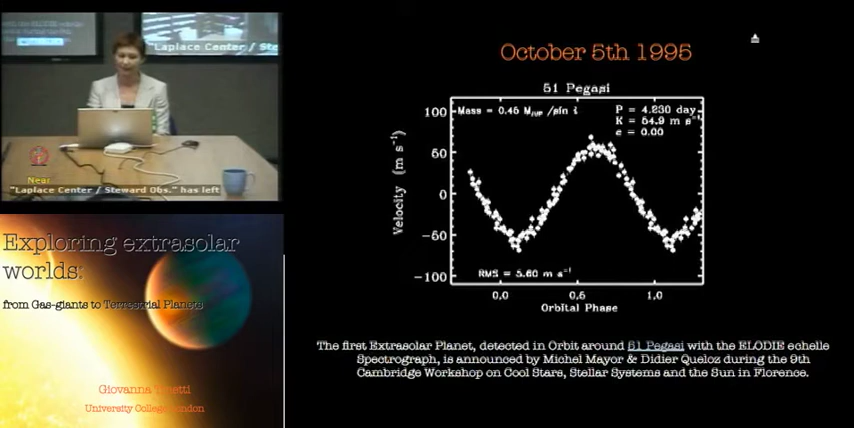 "Laplace Center / Ste
Near
"Laplace Center / Steward Obs." has left
Exploring extrasolar
worlds:
from Gas-giants to Terrestrial Planets
Giovanna Tinetti
University College London
October 5th 1995
51 Pegasi
Mass = 0.45 M_JUP /sin i
P = 4.230 day
K = 54.9 m s⁻¹
e = 0.00
Velocity (m s⁻¹)
100
50
0
−50
−100
RMS = 5.60 m s⁻¹
0.0 0.5 1.0
Orbital Phase
The first Extrasolar Planet, detected in Orbit around 51 Pegasi with the ELODIE echelle
Spectrograph, is announced by Michel Mayor & Didier Queloz during the 9th
Cambridge Workshop on Cool Stars, Stellar Systems and the Sun in Florence.